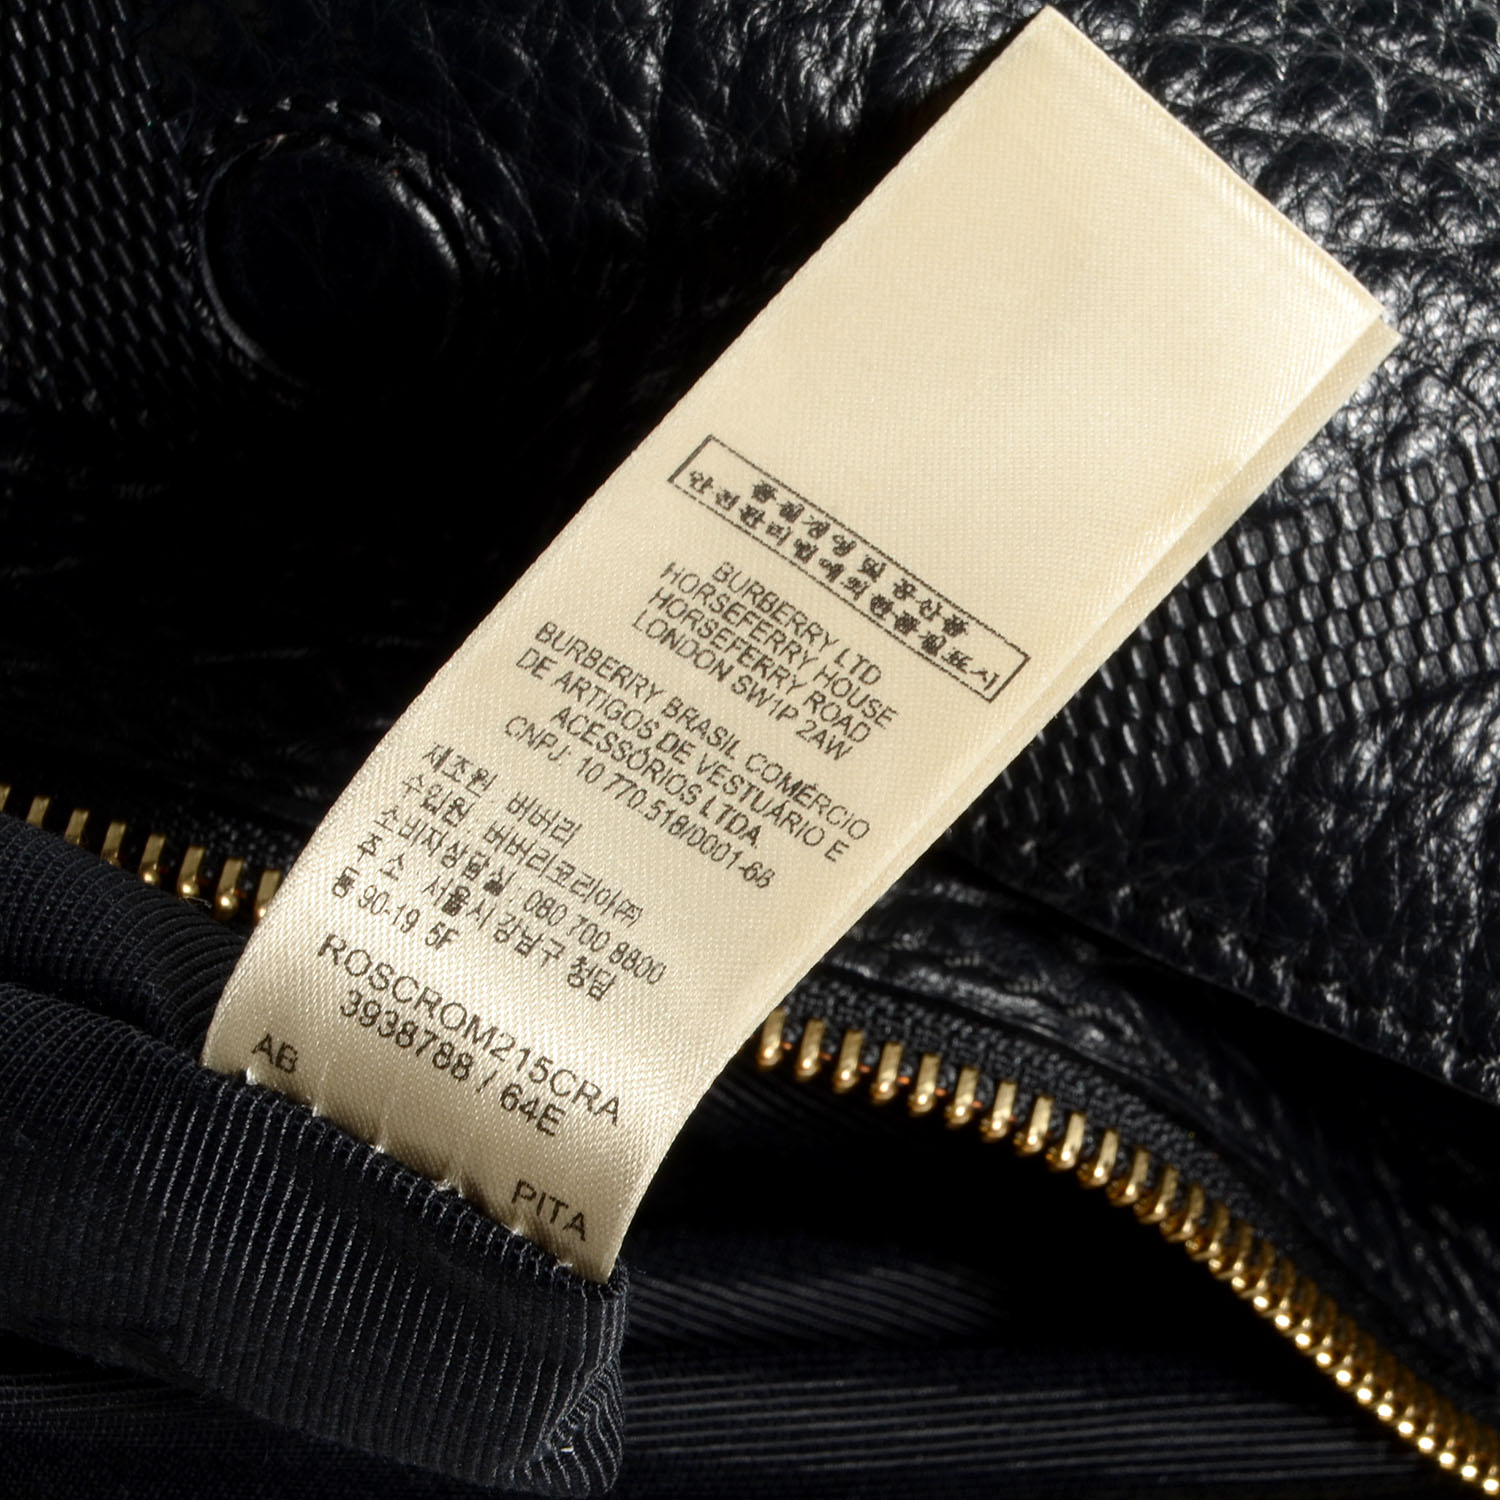 품질경영 및 공산품
안전관리법에의한품질표시
BURBERRY LTD
HORSEFERRY HOUSE
HORSEFERRY ROAD
LONDON SW1P 2AW
BURBERRY BRASIL COMÉRCIO
DE ARTIGOS DE VESTUÁRIO E
ACESSÓRIOS LTDA.
CNPJ: 10 770.518/0001-68
제조원 : 버버리
수입원 : 버버리코리아㈜
소비자상담실 : 080 700 8800
주소 서울시 강남구 청담
동 90-19 5F
ROSCROM215CRA
3938788 / 64E
AB
PITA